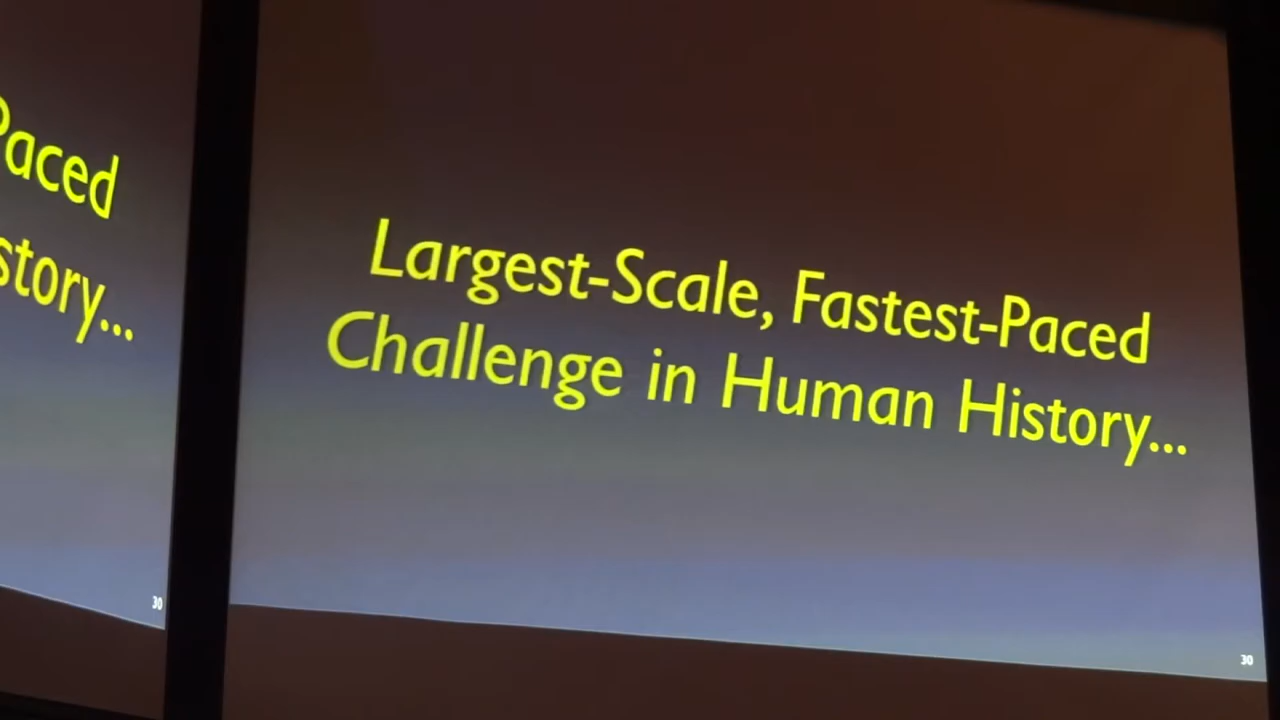 Paced
story...
30
Largest-Scale, Fastest-Paced
Challenge in Human History...
30